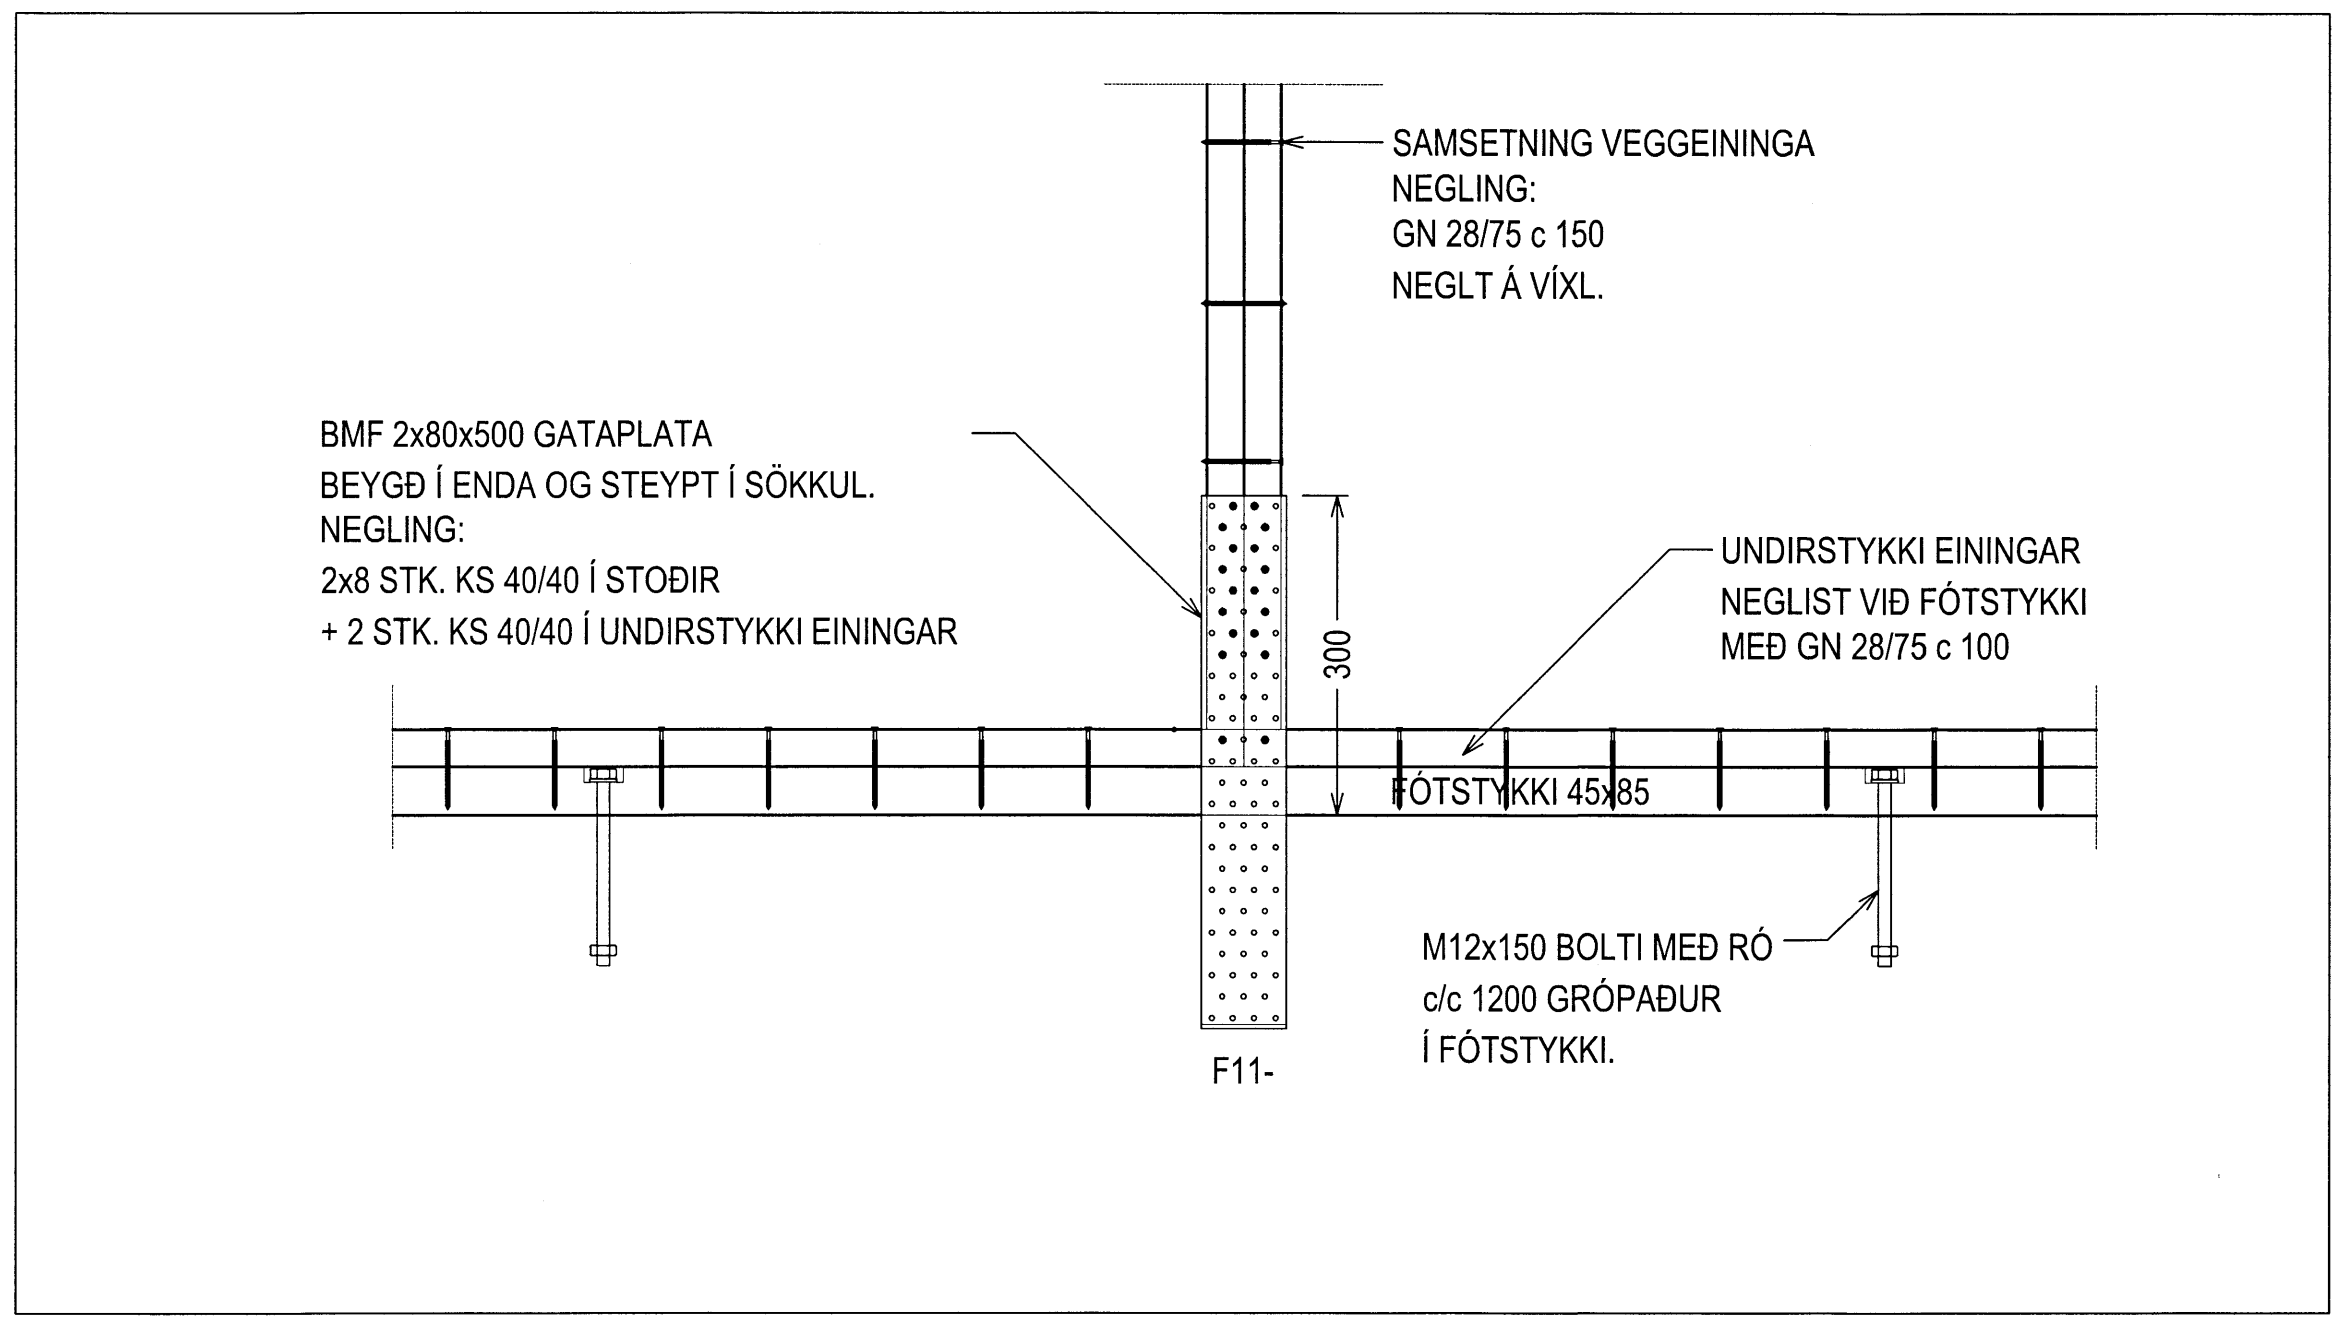 SAMSETNING VEGGEININGA
NEGLING:
GN 28/75 c 150
NEGLT Á VÍXL.
BMF 2x80x500 GATAPLATA
BEYGÐ Í ENDA OG STEYPT Í SÖKKUL.
NEGLING:
2x8 STK. KS 40/40 Í STOÐIR
+ 2 STK. KS 40/40 Í UNDIRSTYKKI EININGAR
300
UNDIRSTYKKI EININGAR
NEGLIST VIÐ FÓTSTYKKI
MEÐ GN 28/75 c 100
FÓTSTYKKI 45x85
M12x150 BOLTI MEÐ RÓ
c/c 1200 GRÓPAÐUR
Í FÓTSTYKKI.
F11-